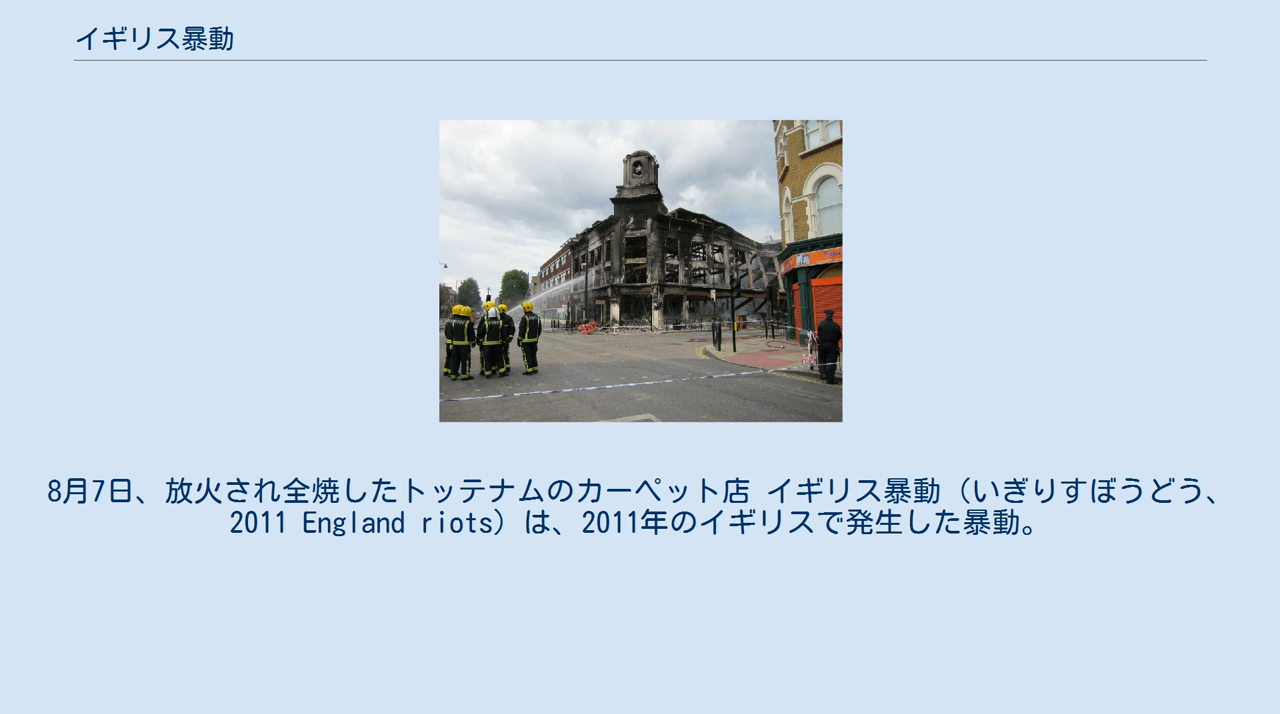 イギリス暴動
8月7日、放火され全焼したトッテナムのカーペット店 イギリス暴動（いぎりすぼうどう、
2011 England riots）は、2011年のイギリスで発生した暴動。